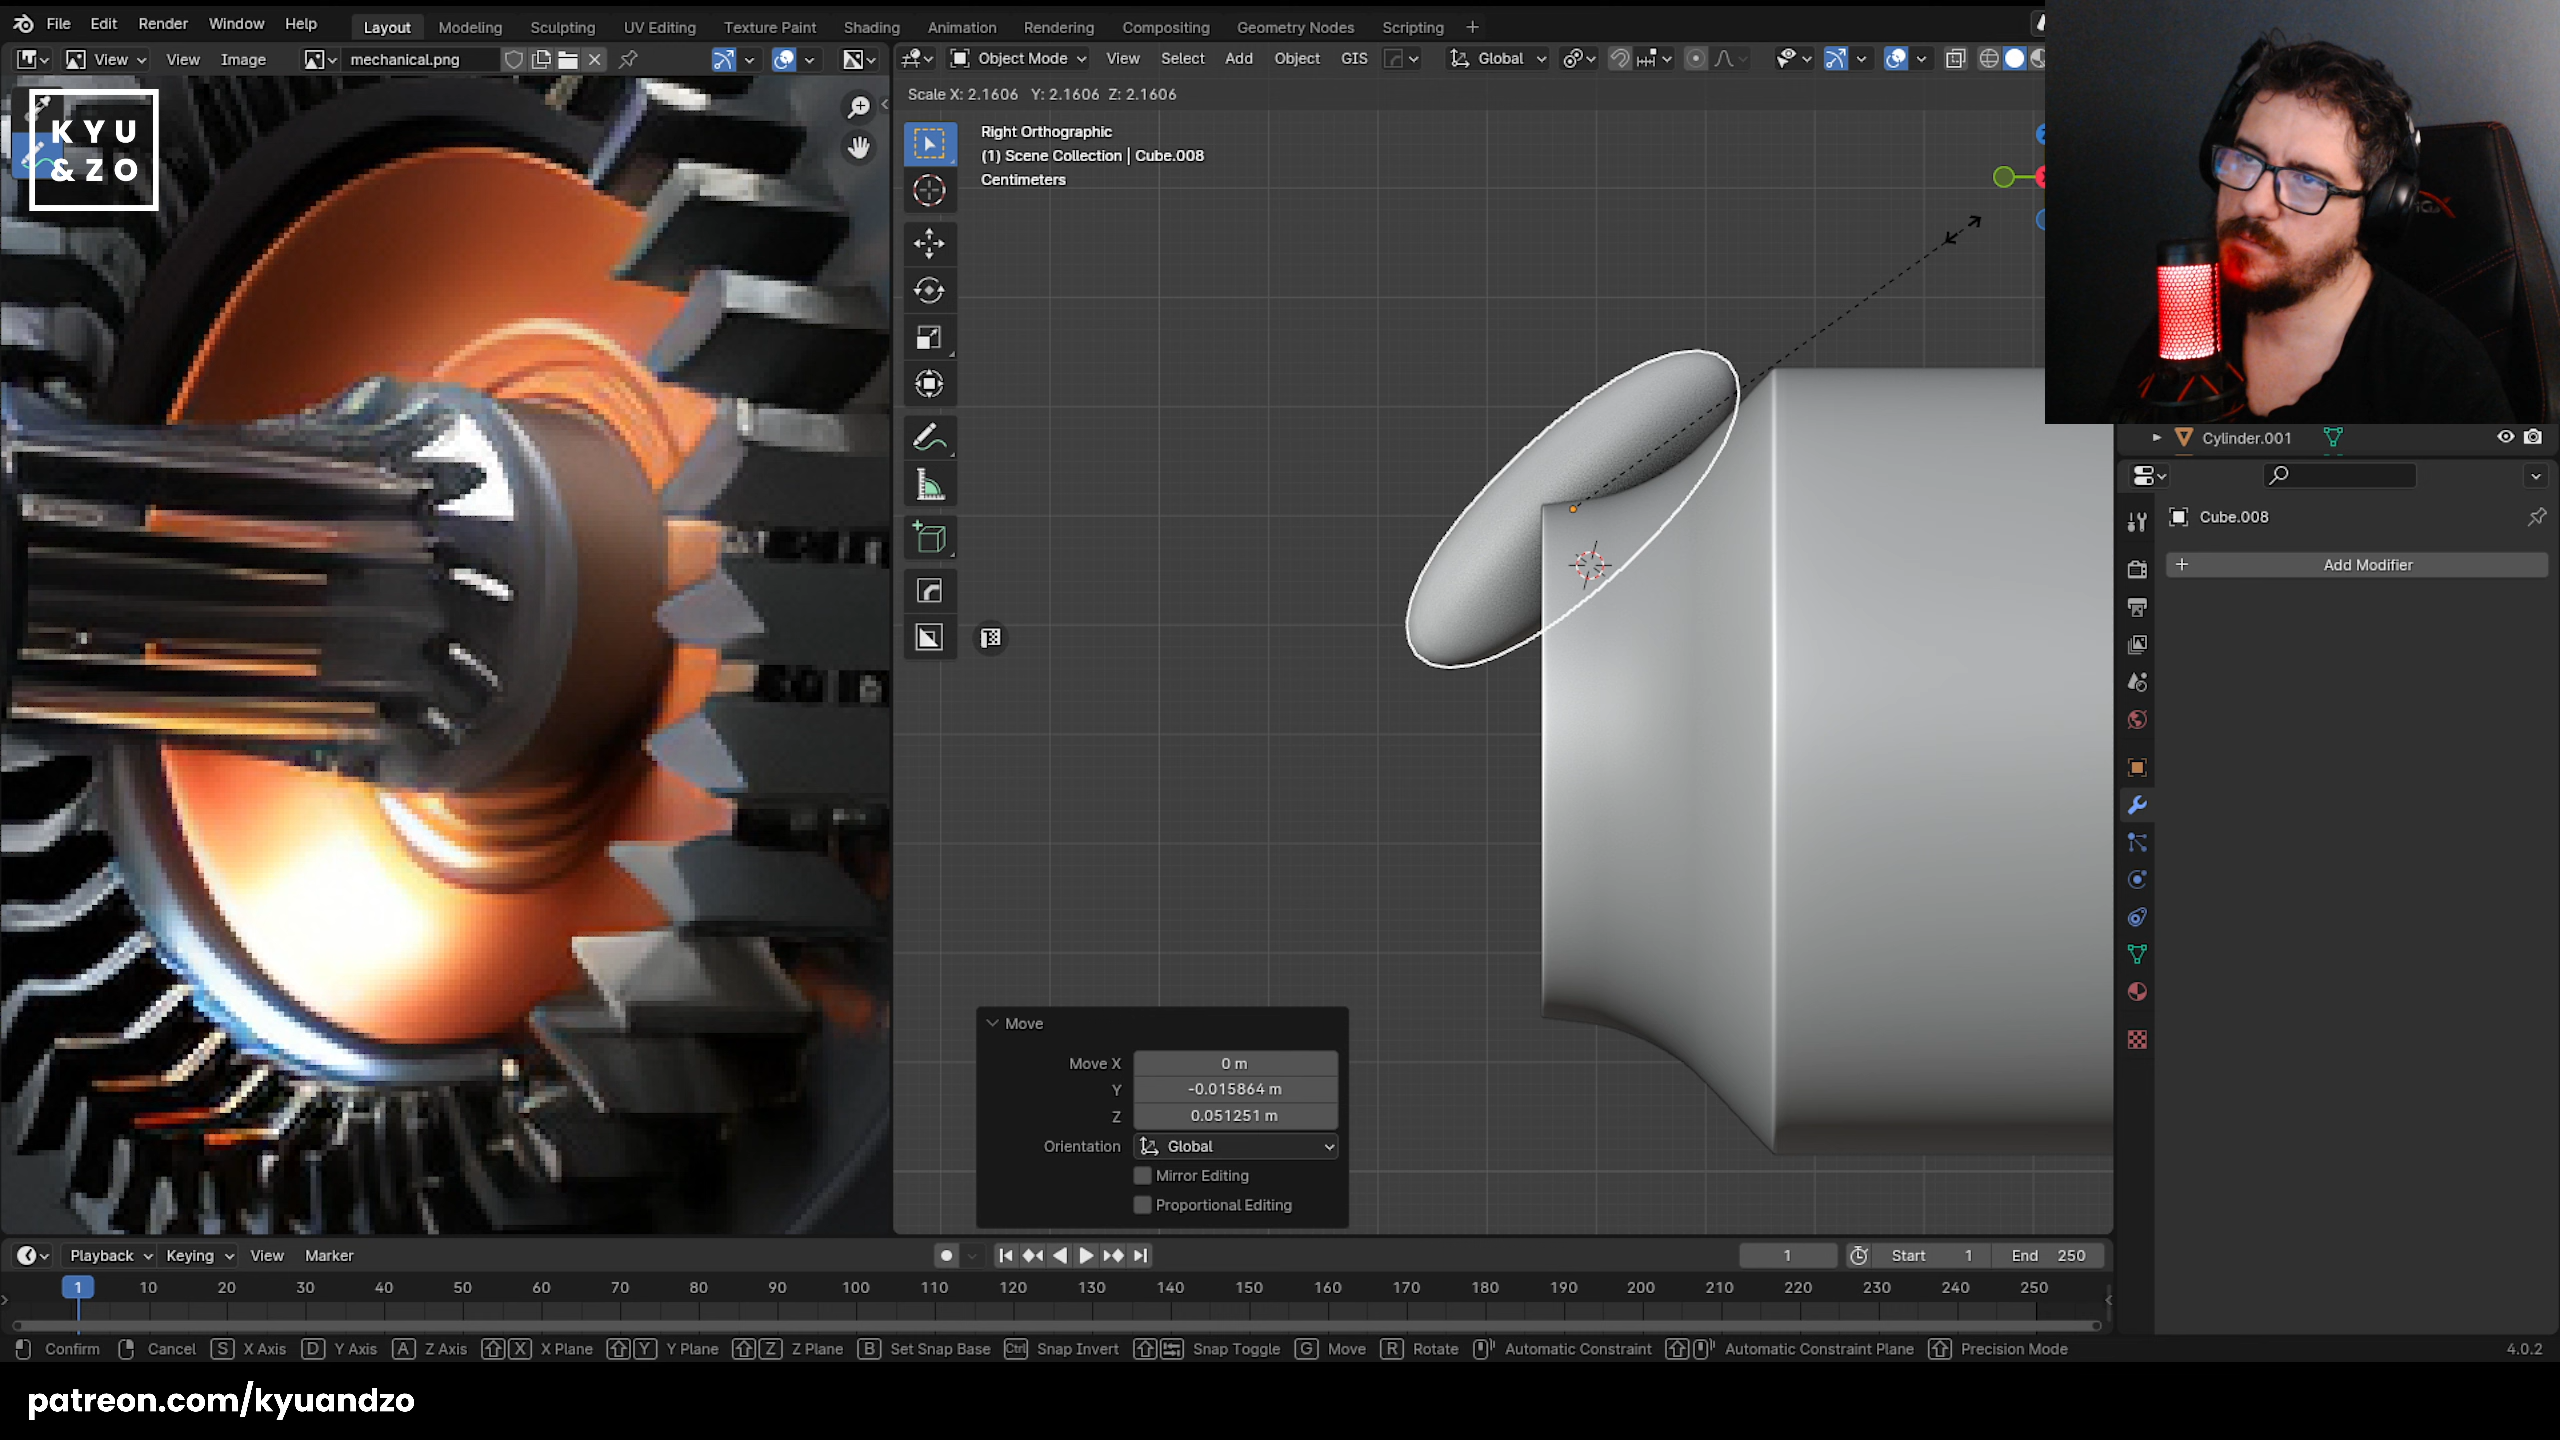 File Edit Render Window Help Layout Modeling Sculpting UV Editing Texture Paint Shading Animation Rendering Compositing Geometry Nodes Scripting +
View View Image mechanical.png Object Mode View Select Add Object GIS Global
Scale X: 2.1606 Y: 2.1606 Z: 2.1606
KYU
&ZO
Right Orthographic
(1) Scene Collection | Cube.008
Centimeters
Cylinder.001
Cube.008
+ Add Modifier
Move
Move X 0 m
Y -0.015864 m
Z 0.051251 m
Orientation Global
Mirror Editing
Proportional Editing
Playback Keying View Marker 1 Start 1 End 250
1 10 20 30 40 50 60 70 80 90 100 110 120 130 140 150 160 170 180 190 200 210 220 230 240 250
Confirm Cancel S X Axis D Y Axis A Z Axis X X Plane Y Y Plane Z Z Plane B Set Snap Base Ctrl Snap Invert Snap Toggle G Move R Rotate Automatic Constraint Automatic Constraint Plane Precision Mode 4.0.2
patreon.com/kyuandzo